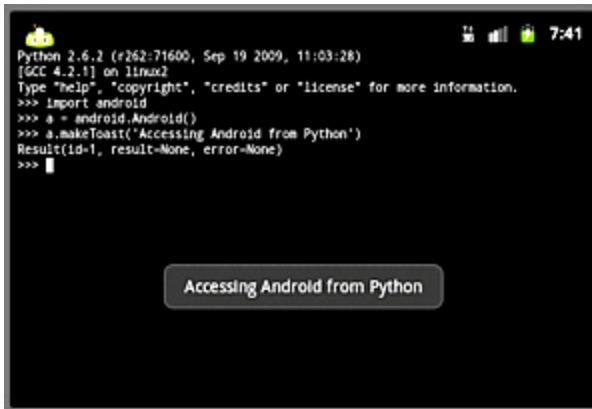 7:41
Python 2.6.2 (r262:71600, Sep 19 2009, 11:03:28)
[GCC 4.2.1] on linux2
Type "help", "copyright", "credits" or "license" for more information.
>>> import android
>>> a = android.Android()
>>> a.makeToast('Accessing Android from Python')
Result(id=1, result=None, error=None)
>>>
Accessing Android from Python